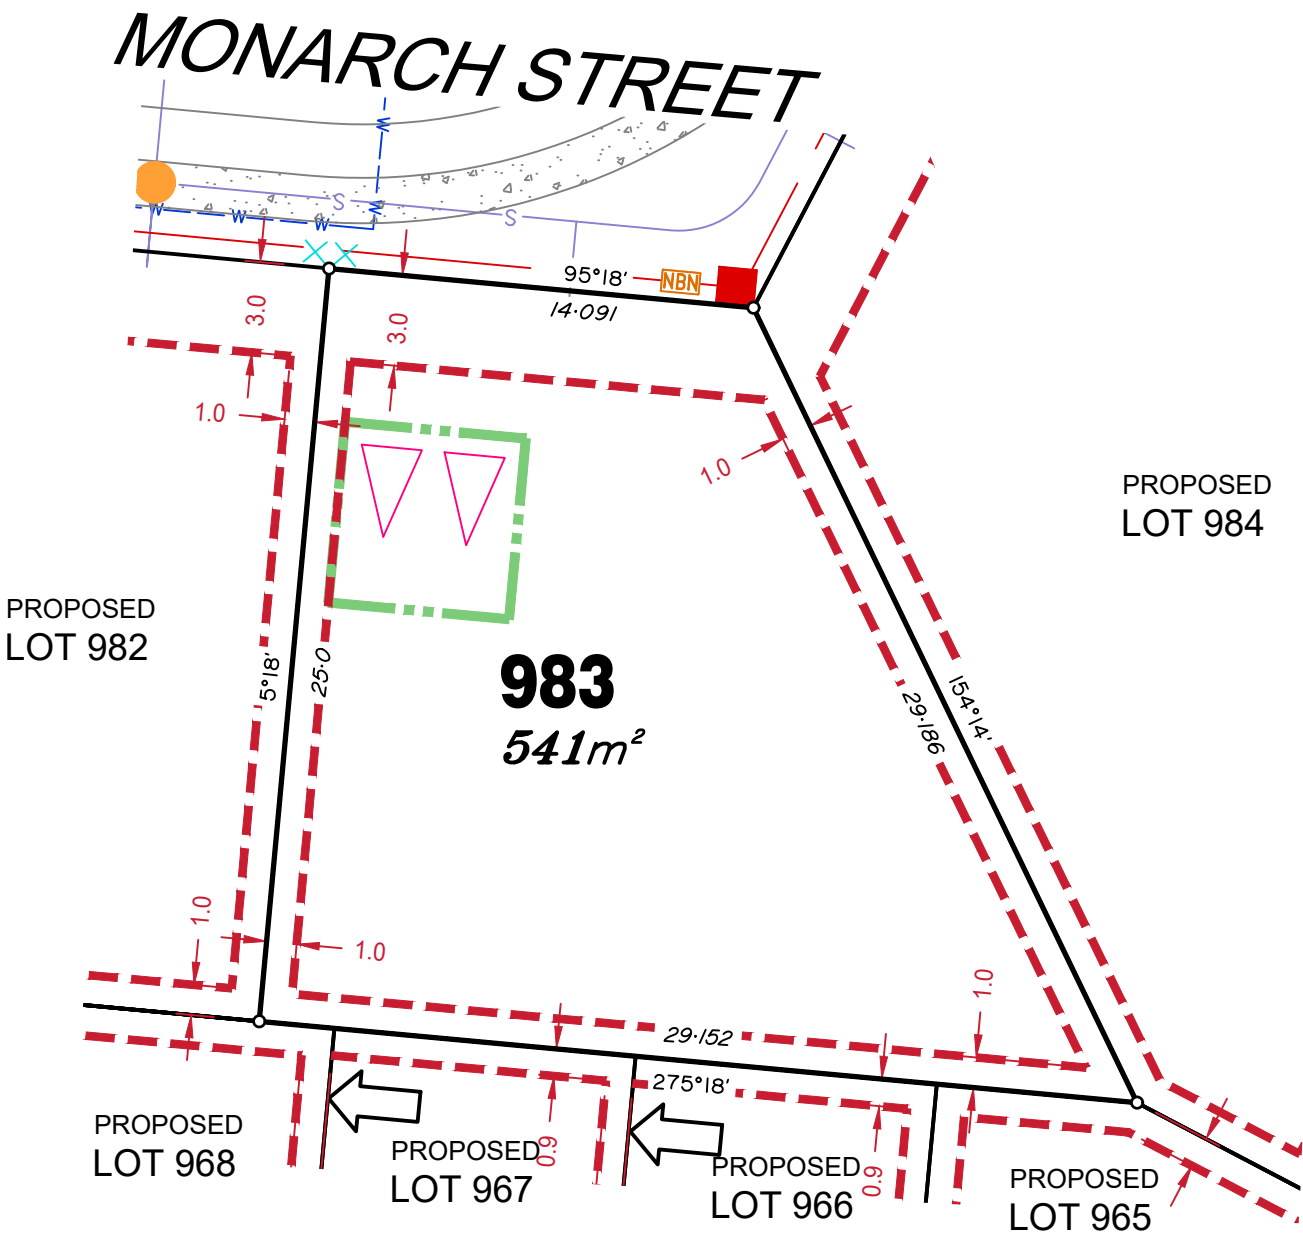 MONARCH STREET
W
W
W
W
W
S
S
95°18'
NBN
14·091
3.0
3.0
1.0
1.0
PROPOSED
LOT 984
PROPOSED
LOT 982
5°18'
25·0
983
541m²
29·186
154°14'
1.0
1.0
1.0
29·152
275°18'
PROPOSED
LOT 968
PROPOSED
LOT 967
0.9
PROPOSED
LOT 966
0.9
PROPOSED
LOT 965